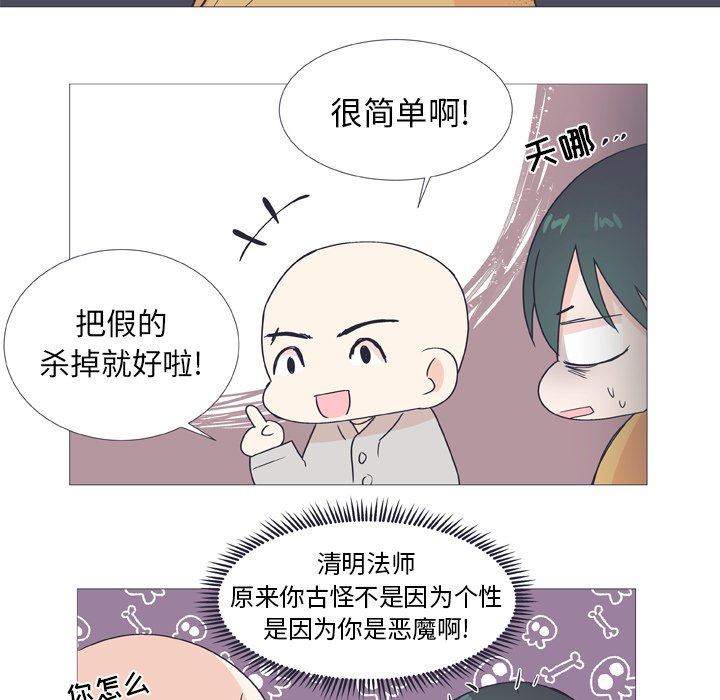 很简单啊!
天哪...
把假的
杀掉就好啦!
清明法师
原来你古怪不是因为个性
是因为你是恶魔啊!
你怎么